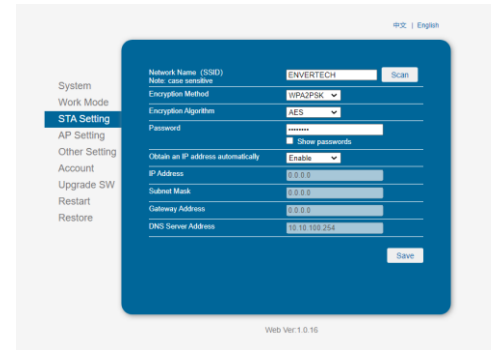 中文 | English
System
Work Mode
STA Setting
AP Setting
Other Setting
Account
Upgrade SW
Restart
Restore
Network Name (SSID)
Note: case sensitive
ENVERTECH
Scan
Encryption Method
WPA2PSK
Encryption Algorithm
AES
Password
••••••••
Show passwords
Obtain an IP address automatically
Enable
IP Address
0.0.0.0
Subnet Mask
0.0.0.0
Gateway Address
0.0.0.0
DNS Server Address
10.10.100.254
Save
Web Ver:1.0.16